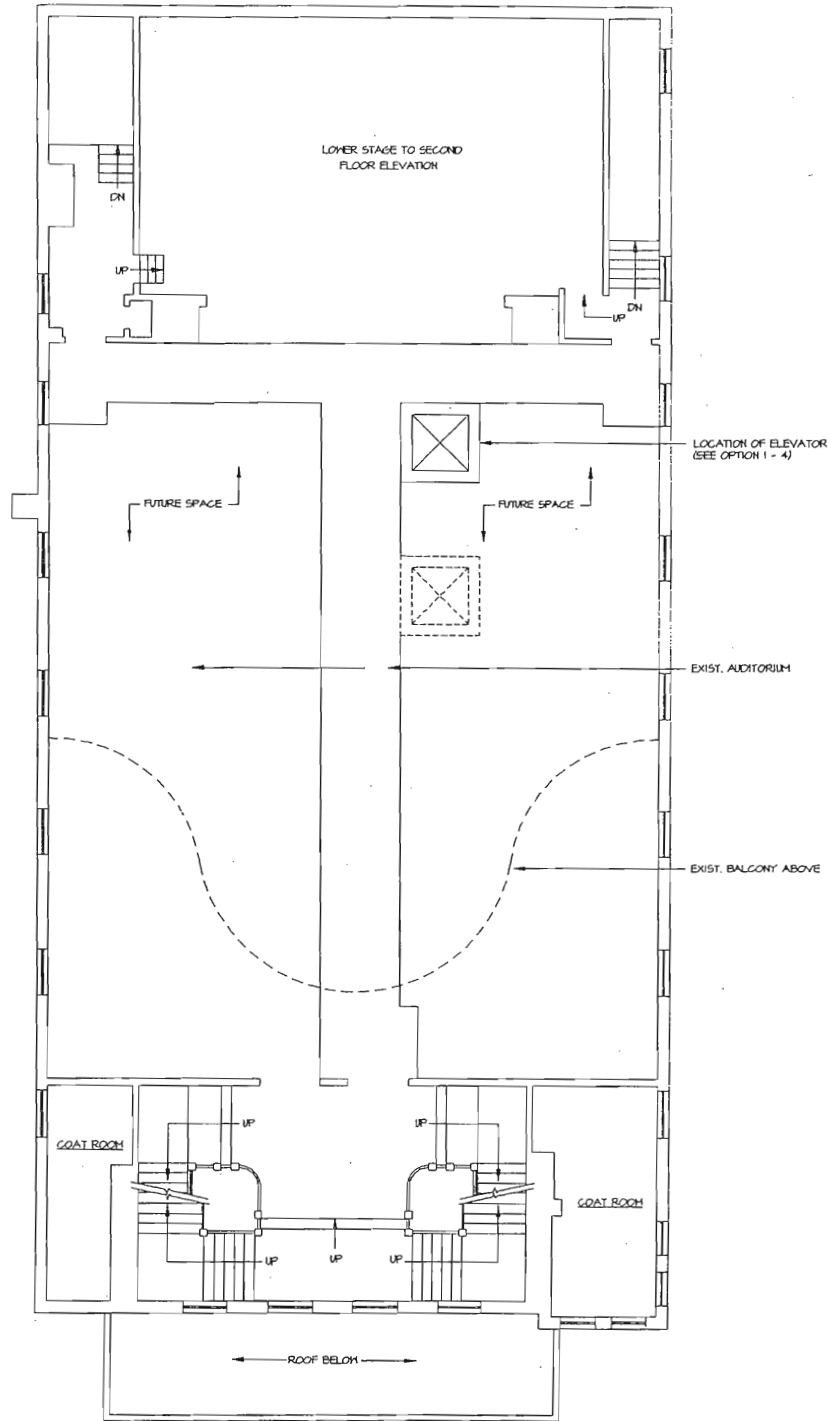 LOWER STAGE TO SECOND
FLOOR ELEVATION
DN
UP
UP
DN
LOCATION OF ELEVATOR
(SEE OPTION 1 - 4)
FUTURE SPACE
FUTURE SPACE
EXIST. AUDITORIUM
EXIST. BALCONY ABOVE
UP
UP
COAT ROOM
COAT ROOM
UP
UP
UP
ROOF BELOW